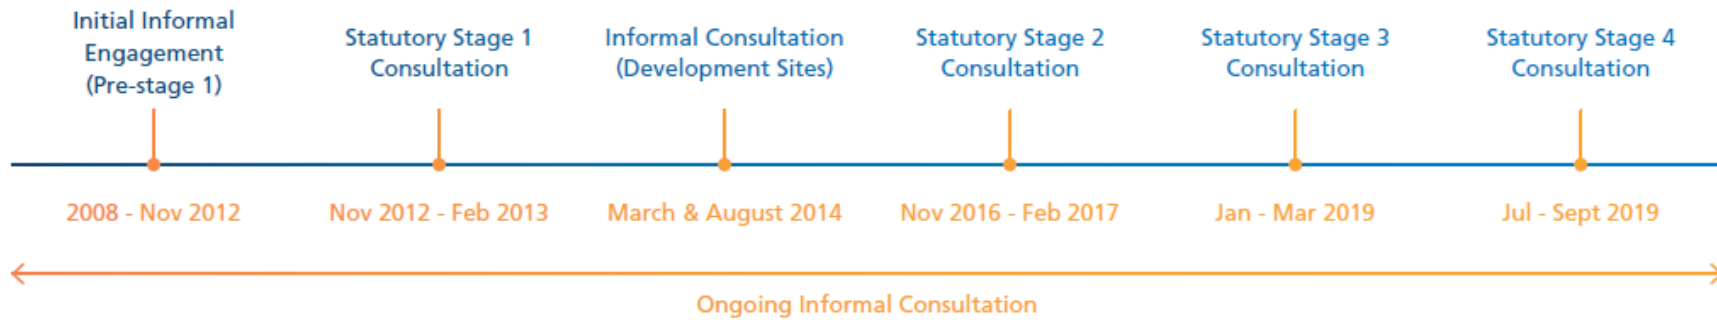 Initial Informal
Engagement
(Pre-stage 1)
Statutory Stage 1
Consultation
Informal Consultation
(Development Sites)
Statutory Stage 2
Consultation
Statutory Stage 3
Consultation
Statutory Stage 4
Consultation
2008 - Nov 2012
Nov 2012 - Feb 2013
March & August 2014
Nov 2016 - Feb 2017
Jan - Mar 2019
Jul - Sept 2019
Ongoing Informal Consultation